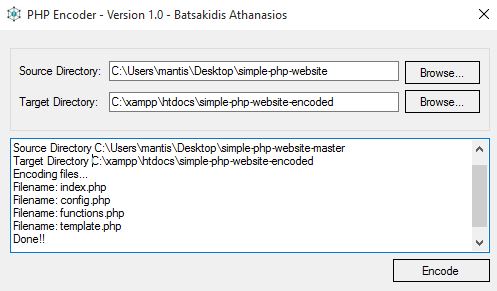 PHP Encoder - Version 1.0 - Batsakidis Athanasios
Source Directory: C:\Users\mantis\Desktop\simple-php-website Browse...
Target Directory: C:\xampp\htdocs\simple-php-website-encoded Browse...
Source Directory C:\Users\mantis\Desktop\simple-php-website-master
Target Directory C:\xampp\htdocs\simple-php-website-encoded
Encoding files...
Filename: index.php
Filename: config.php
Filename: functions.php
Filename: template.php
Done!!
Encode